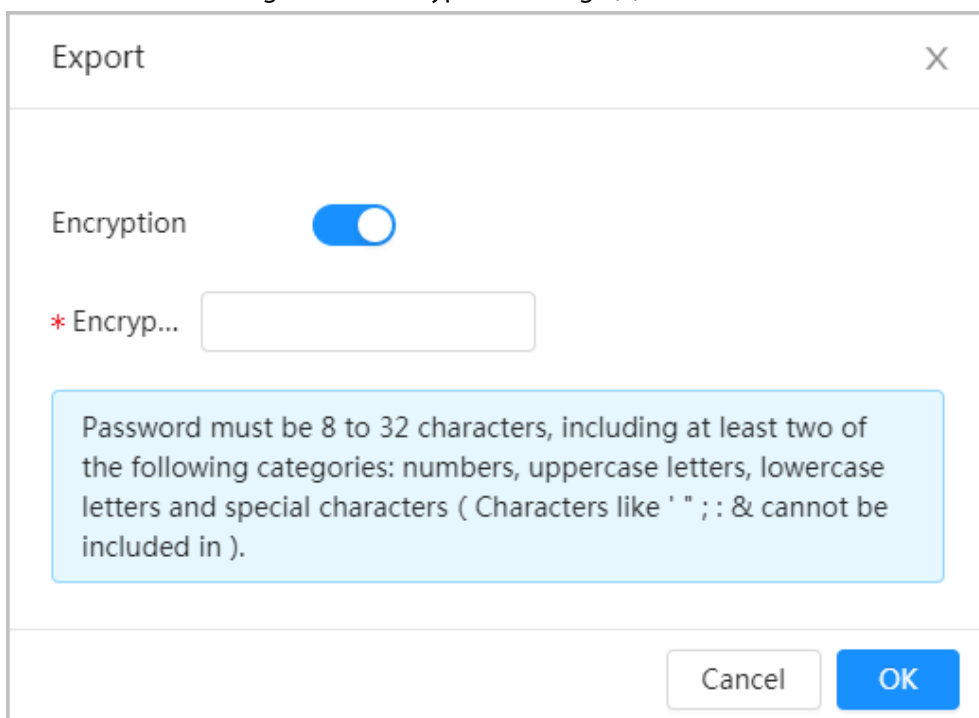 Export
X
Encryption
* Encryp...
Password must be 8 to 32 characters, including at least two of
the following categories: numbers, uppercase letters, lowercase
letters and special characters ( Characters like ' " ; : & cannot be
included in ).
Cancel OK